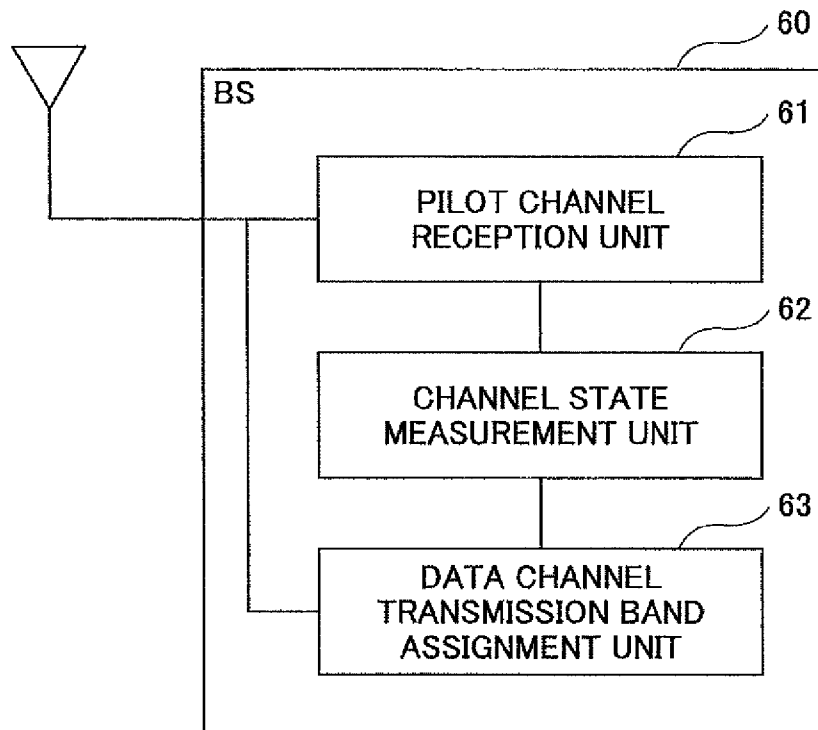 60
BS
61
PILOT CHANNEL
RECEPTION UNIT
62
CHANNEL STATE
MEASUREMENT UNIT
63
DATA CHANNEL
TRANSMISSION BAND
ASSIGNMENT UNIT